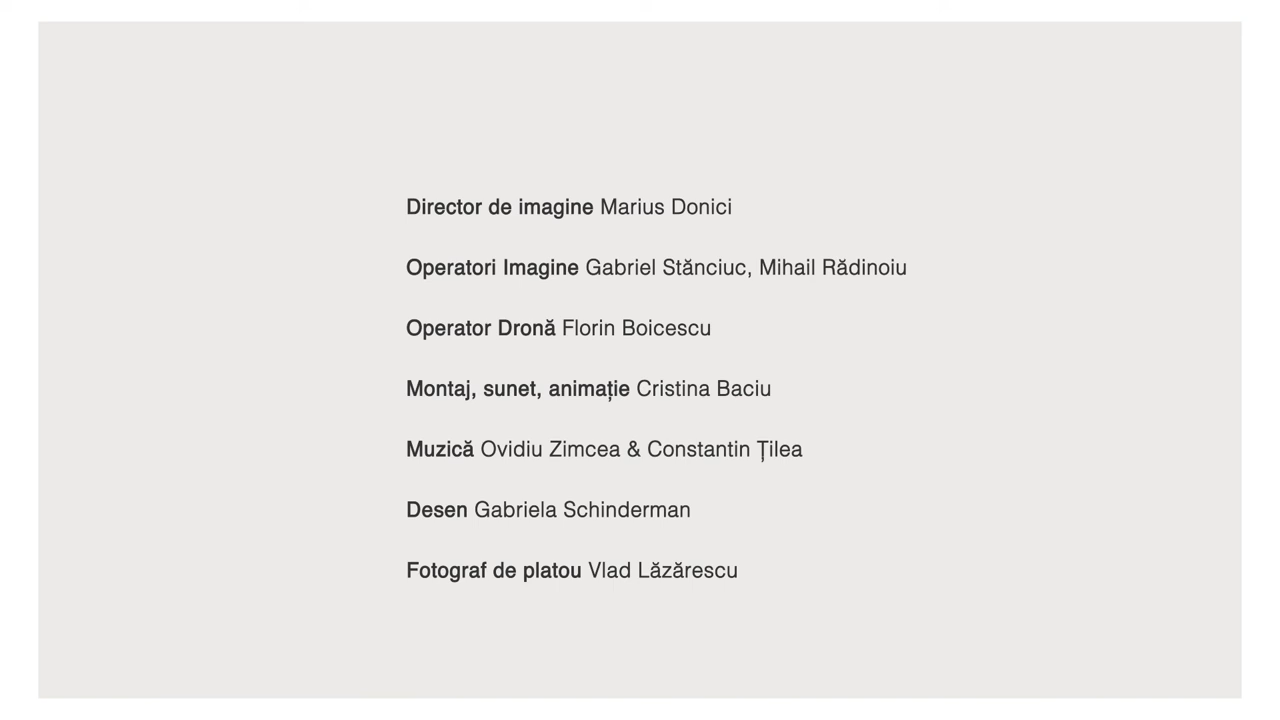 Director de imagine Marius Donici
Operatori Imagine Gabriel Stănciuc, Mihail Rădinoiu
Operator Dronă Florin Boicescu
Montaj, sunet, animație Cristina Baciu
Muzică Ovidiu Zimcea & Constantin Țilea
Desen Gabriela Schinderman
Fotograf de platou Vlad Lăzărescu